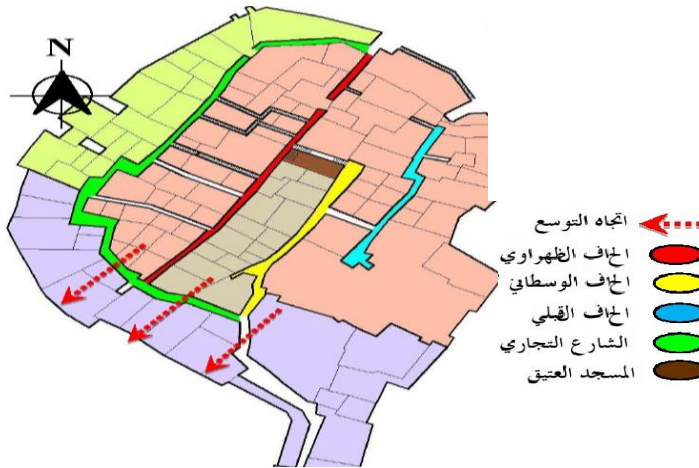 N
اتجاه التوسع
الحاف الظهراوي
الحاف الوسطاني
الحاف القبلي
الشارع التجاري
المسجد العتيق